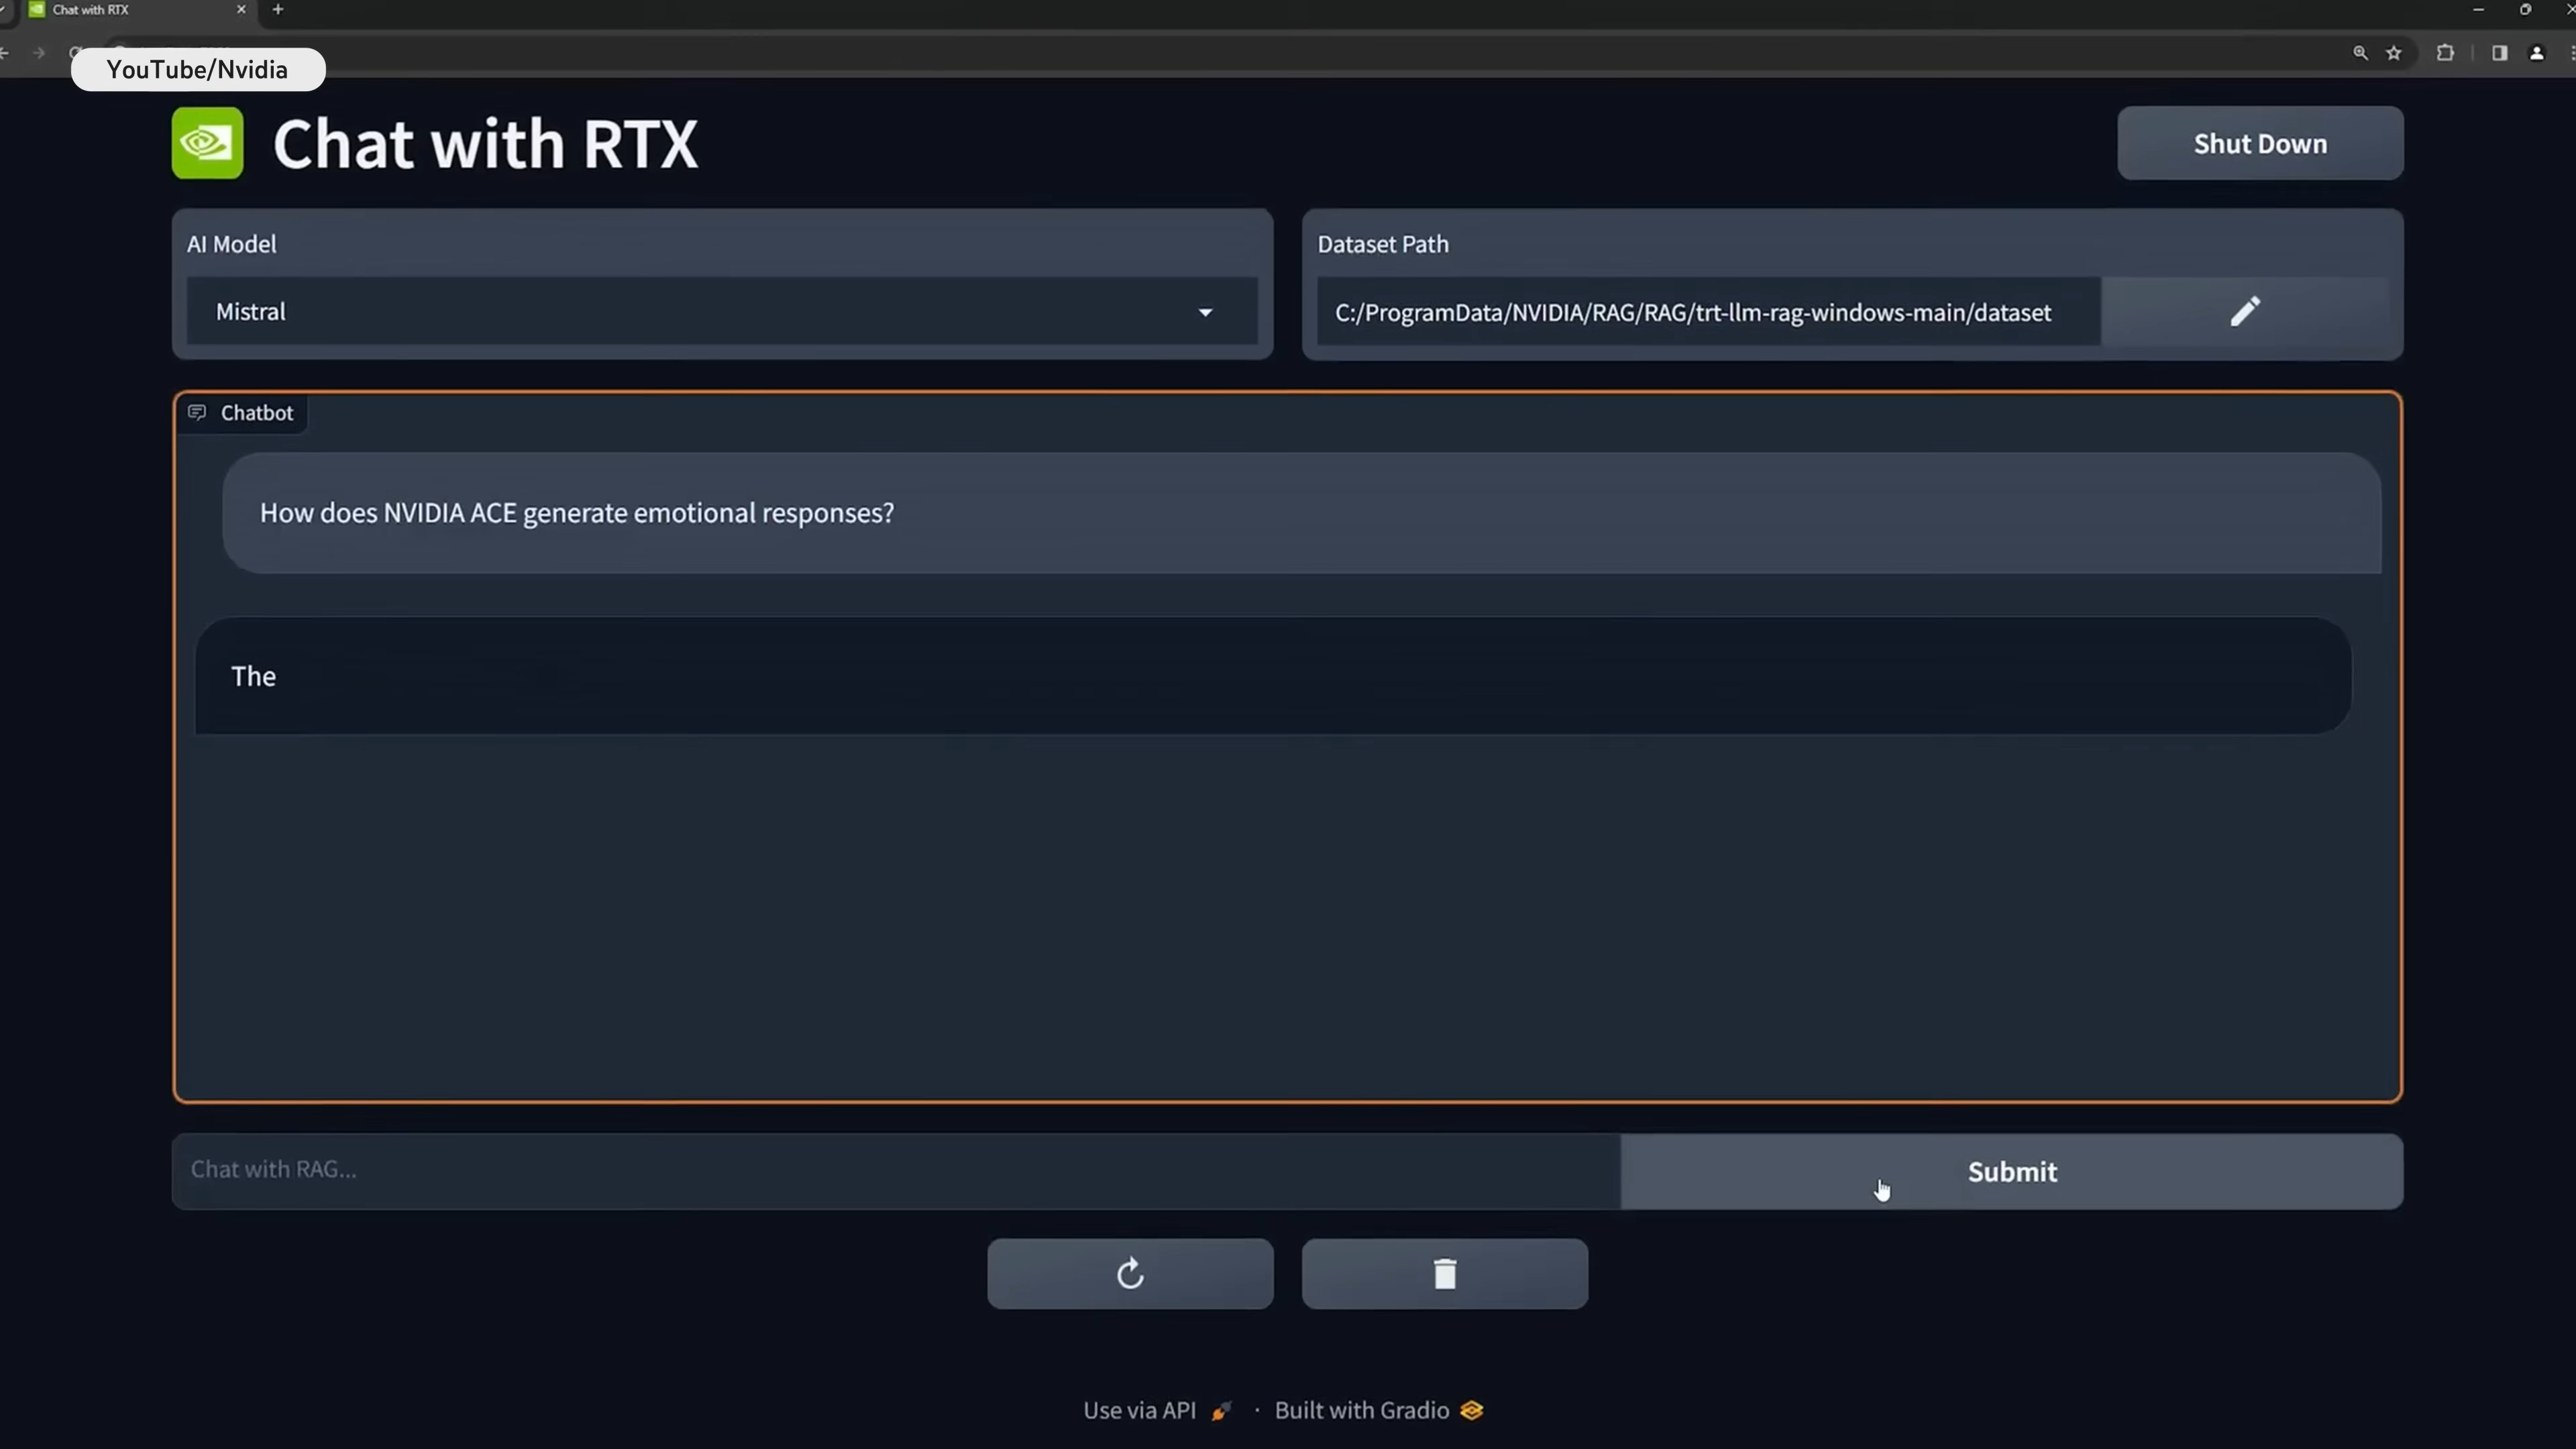 Chat with RTX
YouTube/Nvidia
Chat with RTX
Shut Down
AI Model
Mistral
Dataset Path
C:/ProgramData/NVIDIA/RAG/RAG/trt-llm-rag-windows-main/dataset
Chatbot
How does NVIDIA ACE generate emotional responses?
The
Chat with RAG...
Submit
Use via API · Built with Gradio